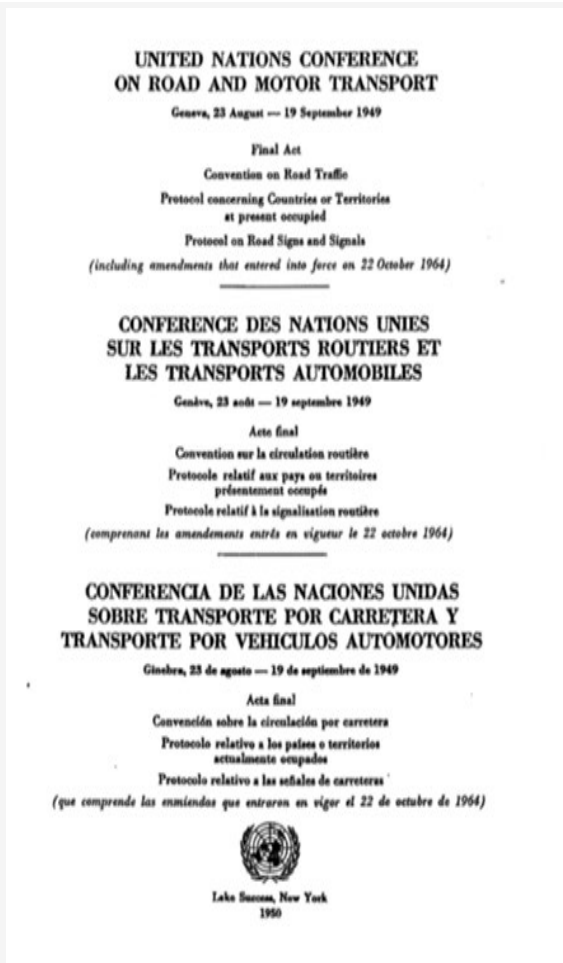 UNITED NATIONS CONFERENCE
ON ROAD AND MOTOR TRANSPORT
Geneva, 23 August — 19 September 1949
Final Act
Convention on Road Traffic
Protocol concerning Countries or Territories
at present occupied
Protocol on Road Signs and Signals
(including amendments that entered into force on 22 October 1964)
CONFERENCE DES NATIONS UNIES
SUR LES TRANSPORTS ROUTIERS ET
LES TRANSPORTS AUTOMOBILES
Genève, 23 août — 19 septembre 1949
Acte final
Convention sur la circulation routière
Protocole relatif aux pays ou territoires
présentement occupés
Protocole relatif à la signalisation routière
(comprenant les amendements entrés en vigueur le 22 octobre 1964)
CONFERENCIA DE LAS NACIONES UNIDAS
SOBRE TRANSPORTE POR CARRETERA Y
TRANSPORTE POR VEHICULOS AUTOMOTORES
Ginebra, 23 de agosto — 19 de septiembre de 1949
Acta final
Convención sobre la circulación por carretera
Protocolo relativo a los países o territorios
actualmente ocupados
Protocolo relativo a las señales de carreteras
(que comprende las enmiendas que entraron en vigor el 22 de octubre de 1964)
Lake Success, New York
1950